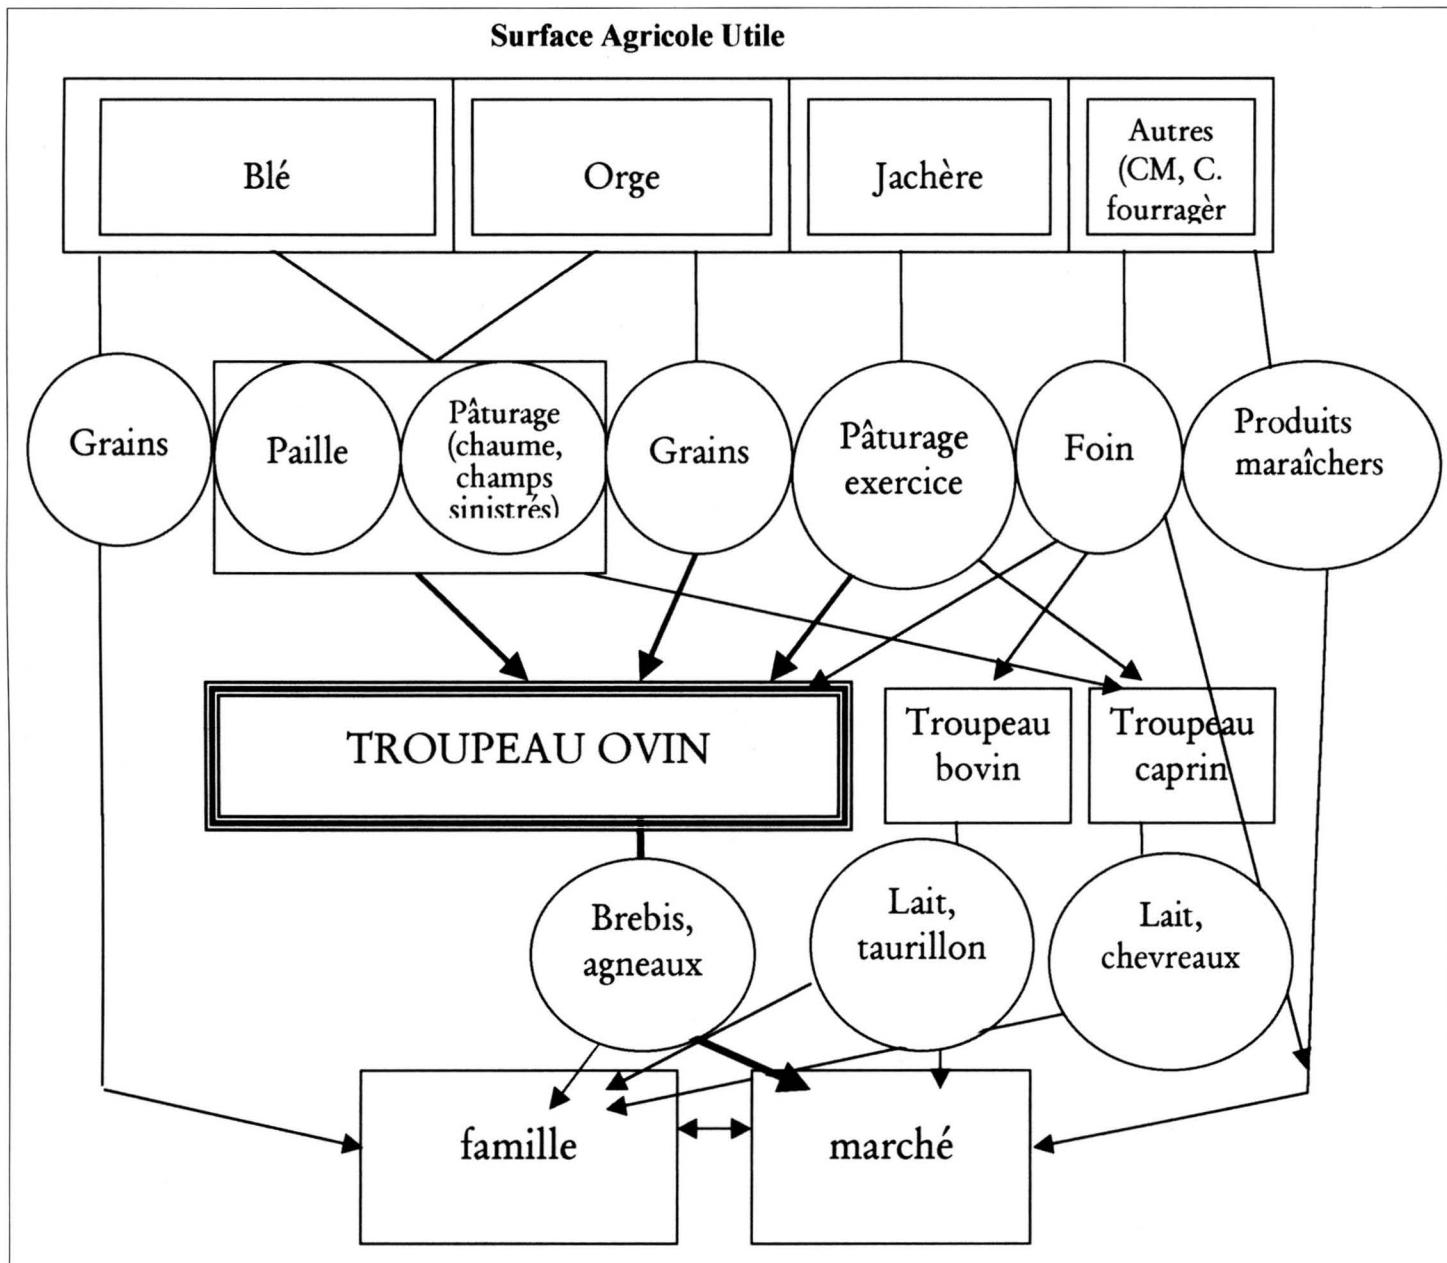 Surface Agricole Utile
Blé
Orge
Jachère
Autres
(CM, C.
fourragèr
Grains
Paille
Pâturage
(chaume,
champs
sinistrés)
Grains
Pâturage
exercice
Foin
Produits
maraîchers
TROUPEAU OVIN
Troupeau
bovin
Troupeau
caprin
Brebis,
agneaux
Lait,
taurillon
Lait,
chevreaux
famille
marché